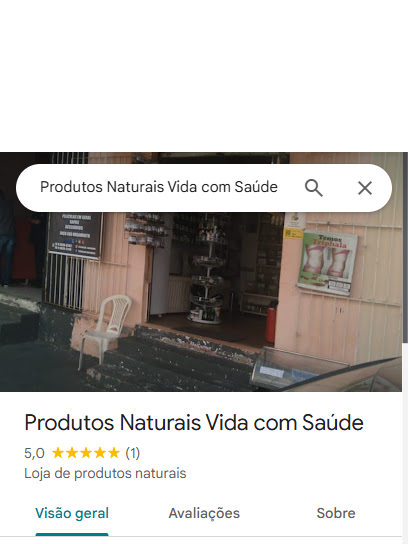 Produtos Naturais Vida com Saúde
Temos
Produtos Naturais Vida com Saúde
5,0 ★★★★★ (1)
Loja de produtos naturais
Visão geral Avaliações Sobre